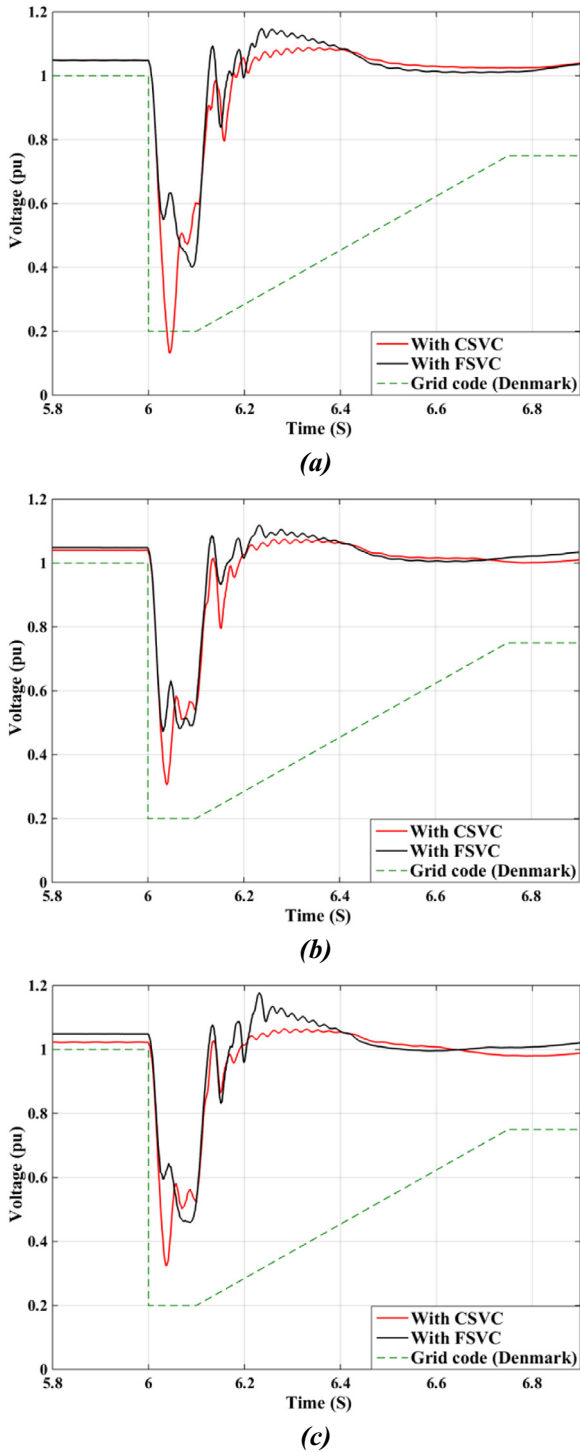 1.2
1
0.8
0.6
0.4
0.2
0
Voltage (pu)
With CSVC
With FSVC
Grid code (Denmark)
5.8 6 6.2 6.4 6.6 6.8
Time (S)
(a)
1.2
1
0.8
0.6
0.4
0.2
0
Voltage (pu)
With CSVC
With FSVC
Grid code (Denmark)
5.8 6 6.2 6.4 6.6 6.8
Time (S)
(b)
1.2
1
0.8
0.6
0.4
0.2
0
Voltage (pu)
With CSVC
With FSVC
Grid code (Denmark)
5.8 6 6.2 6.4 6.6 6.8
Time (S)
(c)